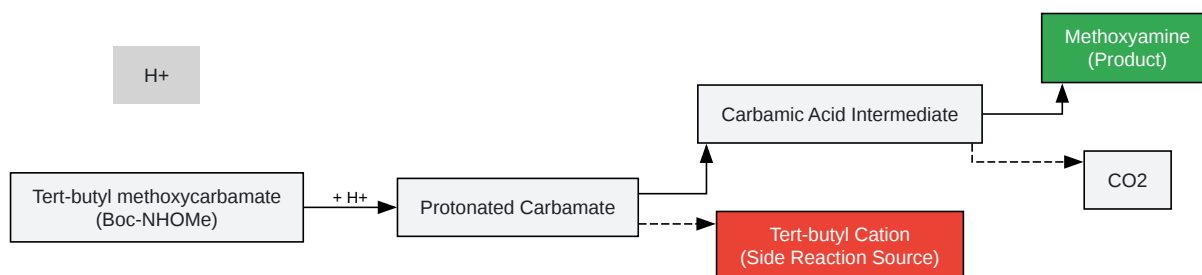 H+
Tert-butyl methoxycarbamate
(Boc-NHOMe)
+ H+
Protonated Carbamate
Carbamic Acid Intermediate
Tert-butyl Cation
(Side Reaction Source)
Methoxyamine
(Product)
CO2